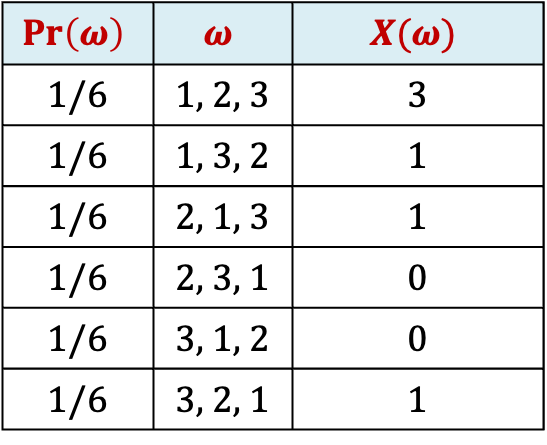 Pr(ω) ω X(ω)
1/6 1, 2, 3 3
1/6 1, 3, 2 1
1/6 2, 1, 3 1
1/6 2, 3, 1 0
1/6 3, 1, 2 0
1/6 3, 2, 1 1